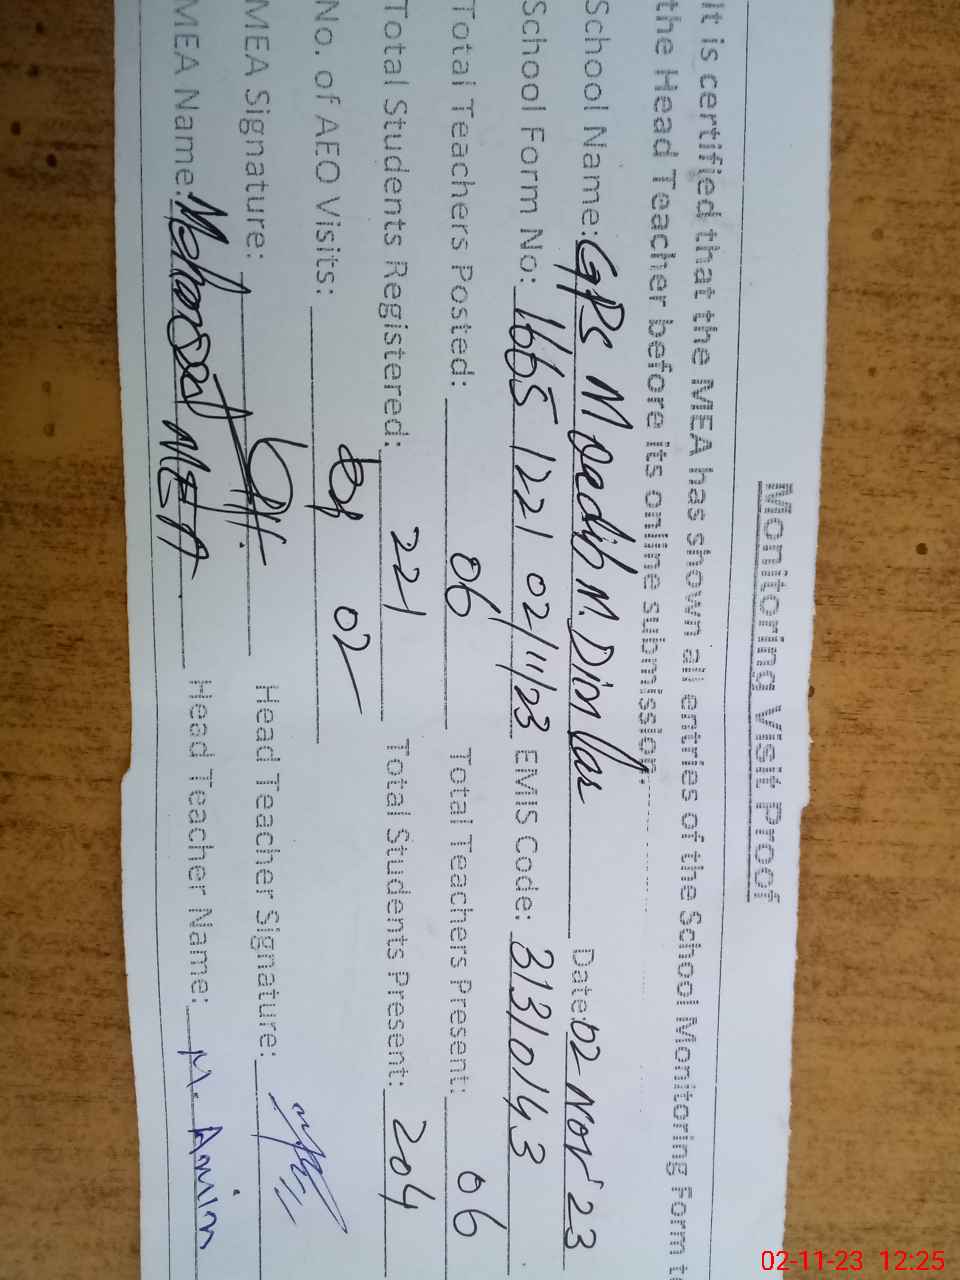 Monitoring Visit Proof
It is certified that the MEA has shown all entries of the School Monitoring Form to
the Head Teacher before its online submission.
School Name: GPS M. Din Date: 02 Nov 23
School Form No: 1665 1221 02/11/23 EMIS Code: 31310143
Total Teachers Posted: 06 Total Teachers Present: 06
Total Students Registered: 221 Total Students Present: 204
No. of AEO Visits: 02
MEA Signature: Head Teacher Signature:
MEA Name: MEA Head Teacher Name: M. Amin
02-11-23 12:25